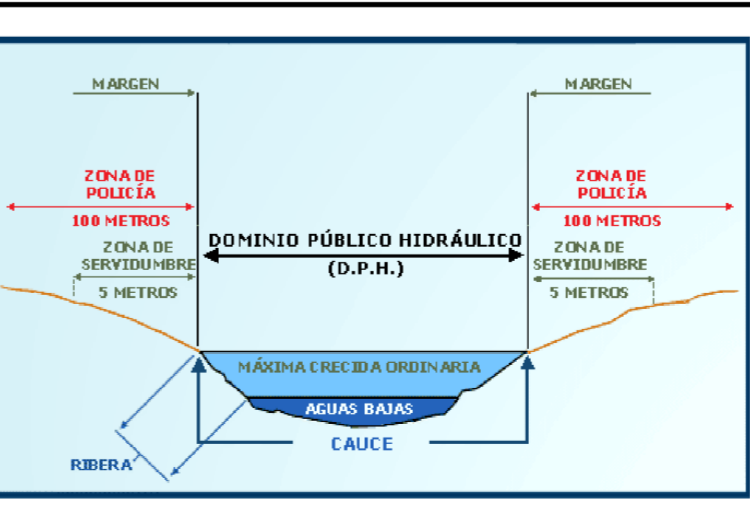 MARGEN
MARGEN
ZONA DE
POLICÍA
100 METROS
ZONA DE
POLICÍA
100 METROS
DOMINIO PÚBLICO HIDRÁULICO
(D.P.H.)
ZONA DE
SERVIDUMBRE
5 METROS
ZONA DE
SERVIDUMBRE
5 METROS
MÁXIMA CRECIDA ORDINARIA
AGUAS BAJAS
CAUCE
RIBERA